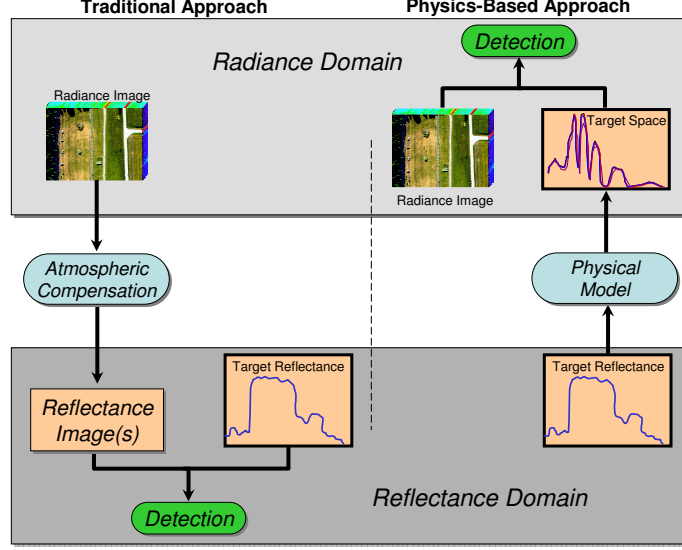 Traditional Approach
Physics-Based Approach
Radiance Domain
Detection
Radiance Image
Target Space
Radiance Image
Atmospheric
Compensation
Physical
Model
Target Reflectance
Target Reflectance
Reflectance
Image(s)
Detection
Reflectance Domain